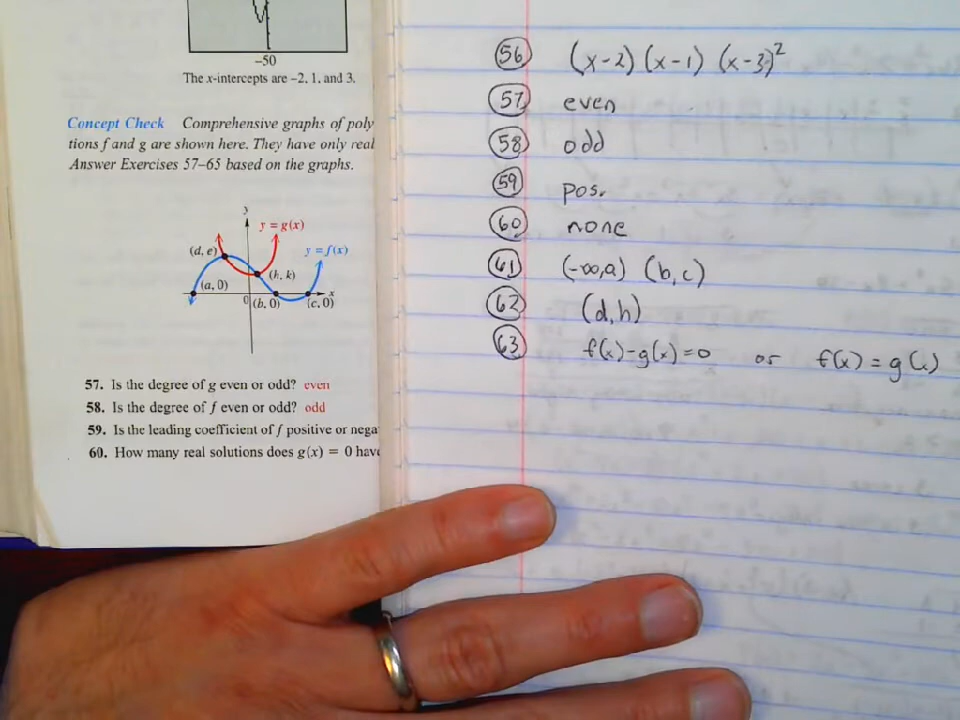 -50
The x-intercepts are -2, 1, and 3.
Concept Check Comprehensive graphs of poly
tions f and g are shown here. They have only real
Answer Exercises 57–65 based on the graphs.
y
y = g(x)
y = f(x)
(d, e)
(h, k)
(a, 0)
x
0
(b, 0)
(c, 0)
57. Is the degree of g even or odd? even
58. Is the degree of f even or odd? odd
59. Is the leading coefficient of f positive or nega
60. How many real solutions does g(x) = 0 have
56 (x-2)(x-1)(x-3)²
57 even
58 odd
59 pos.
60 none
61 (-∞,a) (b,c)
62 (d,h)
63 f(x)-g(x)=0 or f(x)=g(x)